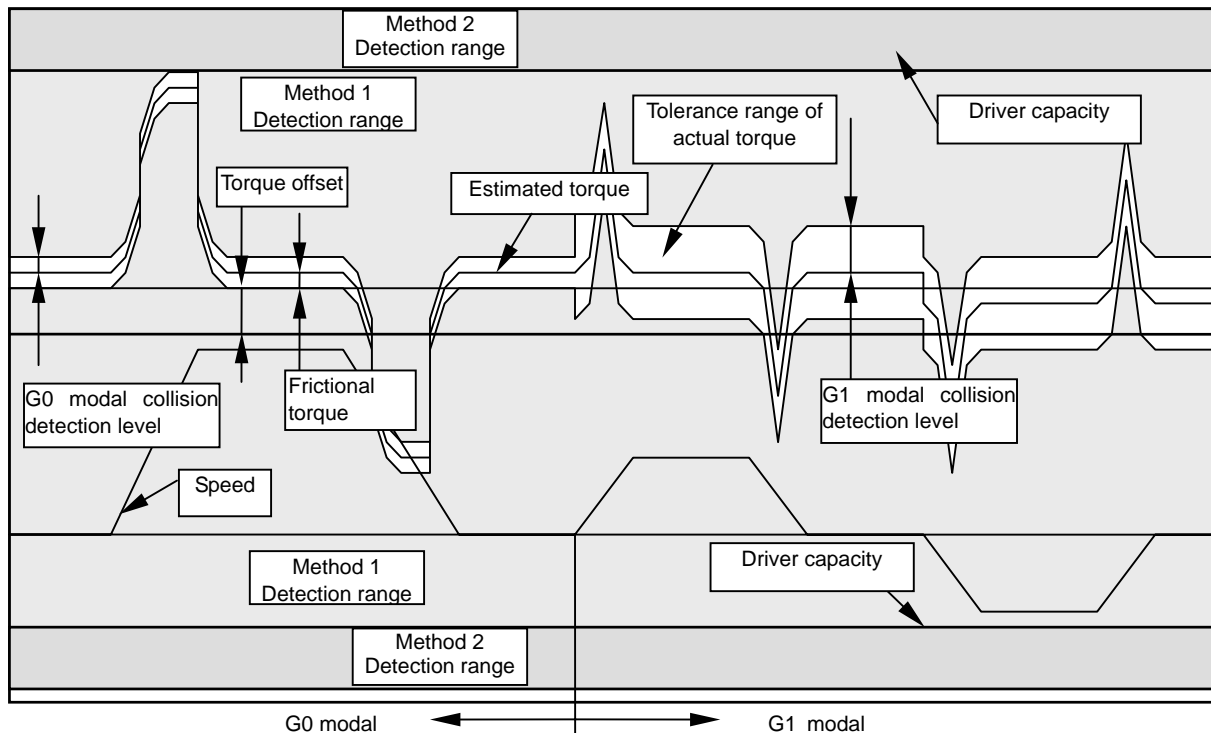 Method 2
Detection range
Method 1
Detection range
Tolerance range of
actual torque
Driver capacity
Torque offset
Estimated torque
G0 modal collision
detection level
Frictional
torque
G1 modal collision
detection level
Speed
Method 1
Detection range
Driver capacity
Method 2
Detection range
G0 modal
G1 modal